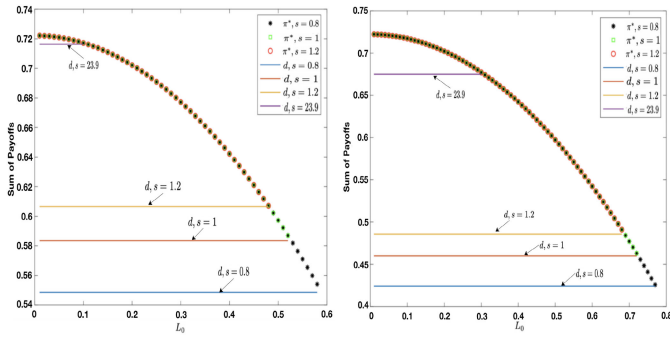 0.74
0.72
0.7
0.68
0.66
0.64
0.62
0.6
0.58
0.56
0.54
Sum of Payoffs
0
0.1
0.2
0.3
0.4
0.5
0.6
L₀
π*, s = 0.8
π*, s = 1
π*, s = 1.2
d, s = 0.8
d, s = 1
d, s = 1.2
d, s = 23.9
d, s = 23.9
d, s = 1.2
d, s = 1
d, s = 0.8
0.75
0.7
0.65
0.6
0.55
0.5
0.45
0.4
Sum of Payoffs
0
0.1
0.2
0.3
0.4
0.5
0.6
0.7
0.8
L₀
π*, s = 0.8
π*, s = 1
π*, s = 1.2
d, s = 0.8
d, s = 1
d, s = 1.2
d, s = 23.9
d, s = 23.9
d, s = 1.2
d, s = 1
d, s = 0.8